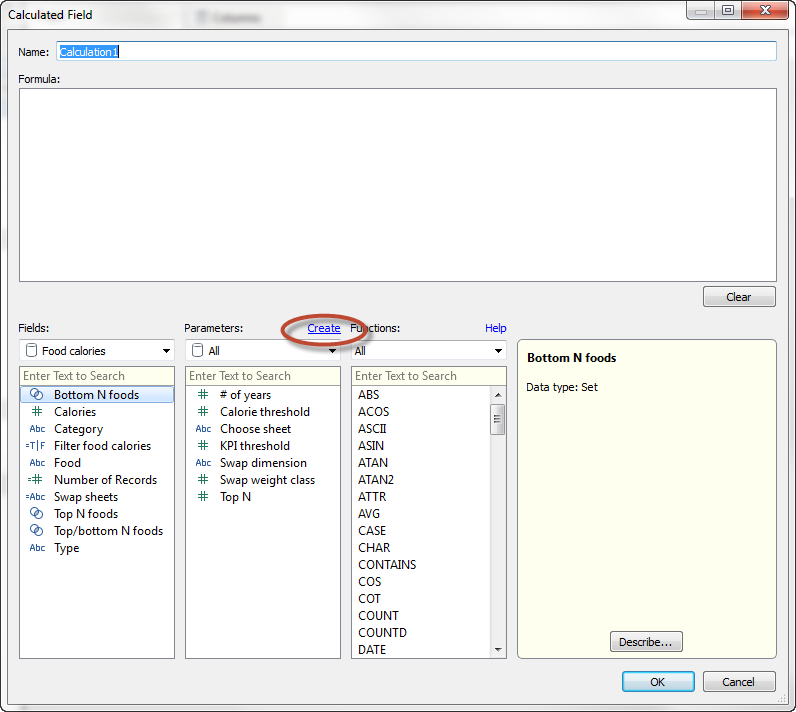 Calculated Field
Columns
Name: Calculation1
Formula:
Clear
Fields:
Parameters: Create
Functions: Help
Food calories
All
All
Enter Text to Search
Enter Text to Search
Enter Text to Search
Bottom N foods
Calories
Abc Category
=T|F Filter food calories
Abc Food
Number of Records
=Abc Swap sheets
Top N foods
Top/bottom N foods
Abc Type
# of years
Calorie threshold
Abc Choose sheet
KPI threshold
Abc Swap dimension
Swap weight class
Top N
ABS
ACOS
ASCII
ASIN
ATAN
ATAN2
ATTR
AVG
CASE
CHAR
CONTAINS
COS
COT
COUNT
COUNTD
DATE
Bottom N foods
Data type: Set
Describe...
OK
Cancel